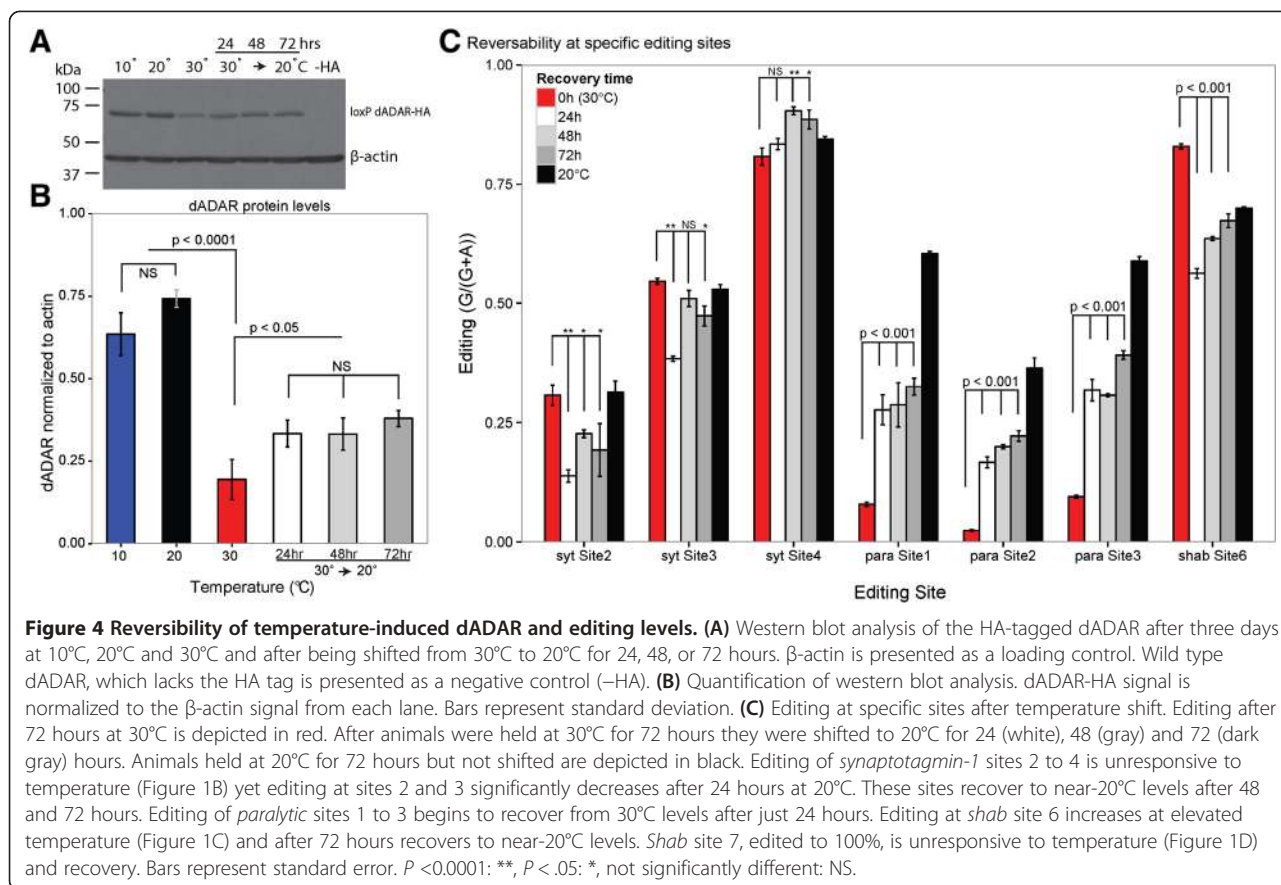 A
24 48 72 hrs
kDa 10° 20° 30° 30° → 20°C -HA
100
75
loxP dADAR-HA
50
β-actin
37
B
dADAR protein levels
1.00
0.75
0.50
0.25
0.00
dADAR normalized to actin
p < 0.0001
NS
p < 0.05
NS
10 20 30 24hr 48hr 72hr
30° → 20°
Temperature (°C)
C Reversability at specific editing sites
1.00
0.75
0.50
0.25
0.00
Editing (G/(G+A))
Recovery time
0h (30°C)
24h
48h
72h
20°C
** * *
** NS *
NS ** *
p < 0.001
p < 0.001
p < 0.001
p < 0.001
syt Site2 syt Site3 syt Site4 para Site1 para Site2 para Site3 shab Site6
Editing Site
Figure 4 Reversibility of temperature-induced dADAR and editing levels. (A) Western blot analysis of the HA-tagged dADAR after three days
at 10°C, 20°C and 30°C and after being shifted from 30°C to 20°C for 24, 48, or 72 hours. β-actin is presented as a loading control. Wild type
dADAR, which lacks the HA tag is presented as a negative control (−HA). (B) Quantification of western blot analysis. dADAR-HA signal is
normalized to the β-actin signal from each lane. Bars represent standard deviation. (C) Editing at specific sites after temperature shift. Editing after
72 hours at 30°C is depicted in red. After animals were held at 30°C for 72 hours they were shifted to 20°C for 24 (white), 48 (gray) and 72 (dark
gray) hours. Animals held at 20°C for 72 hours but not shifted are depicted in black. Editing of synaptotagmin-1 sites 2 to 4 is unresponsive to
temperature (Figure 1B) yet editing at sites 2 and 3 significantly decreases after 24 hours at 20°C. These sites recover to near-20°C levels after 48
and 72 hours. Editing of paralytic sites 1 to 3 begins to recover from 30°C levels after just 24 hours. Editing at shab site 6 increases at elevated
temperature (Figure 1C) and after 72 hours recovers to near-20°C levels. Shab site 7, edited to 100%, is unresponsive to temperature (Figure 1D)
and recovery. Bars represent standard error. P <0.0001: **, P < .05: *, not significantly different: NS.